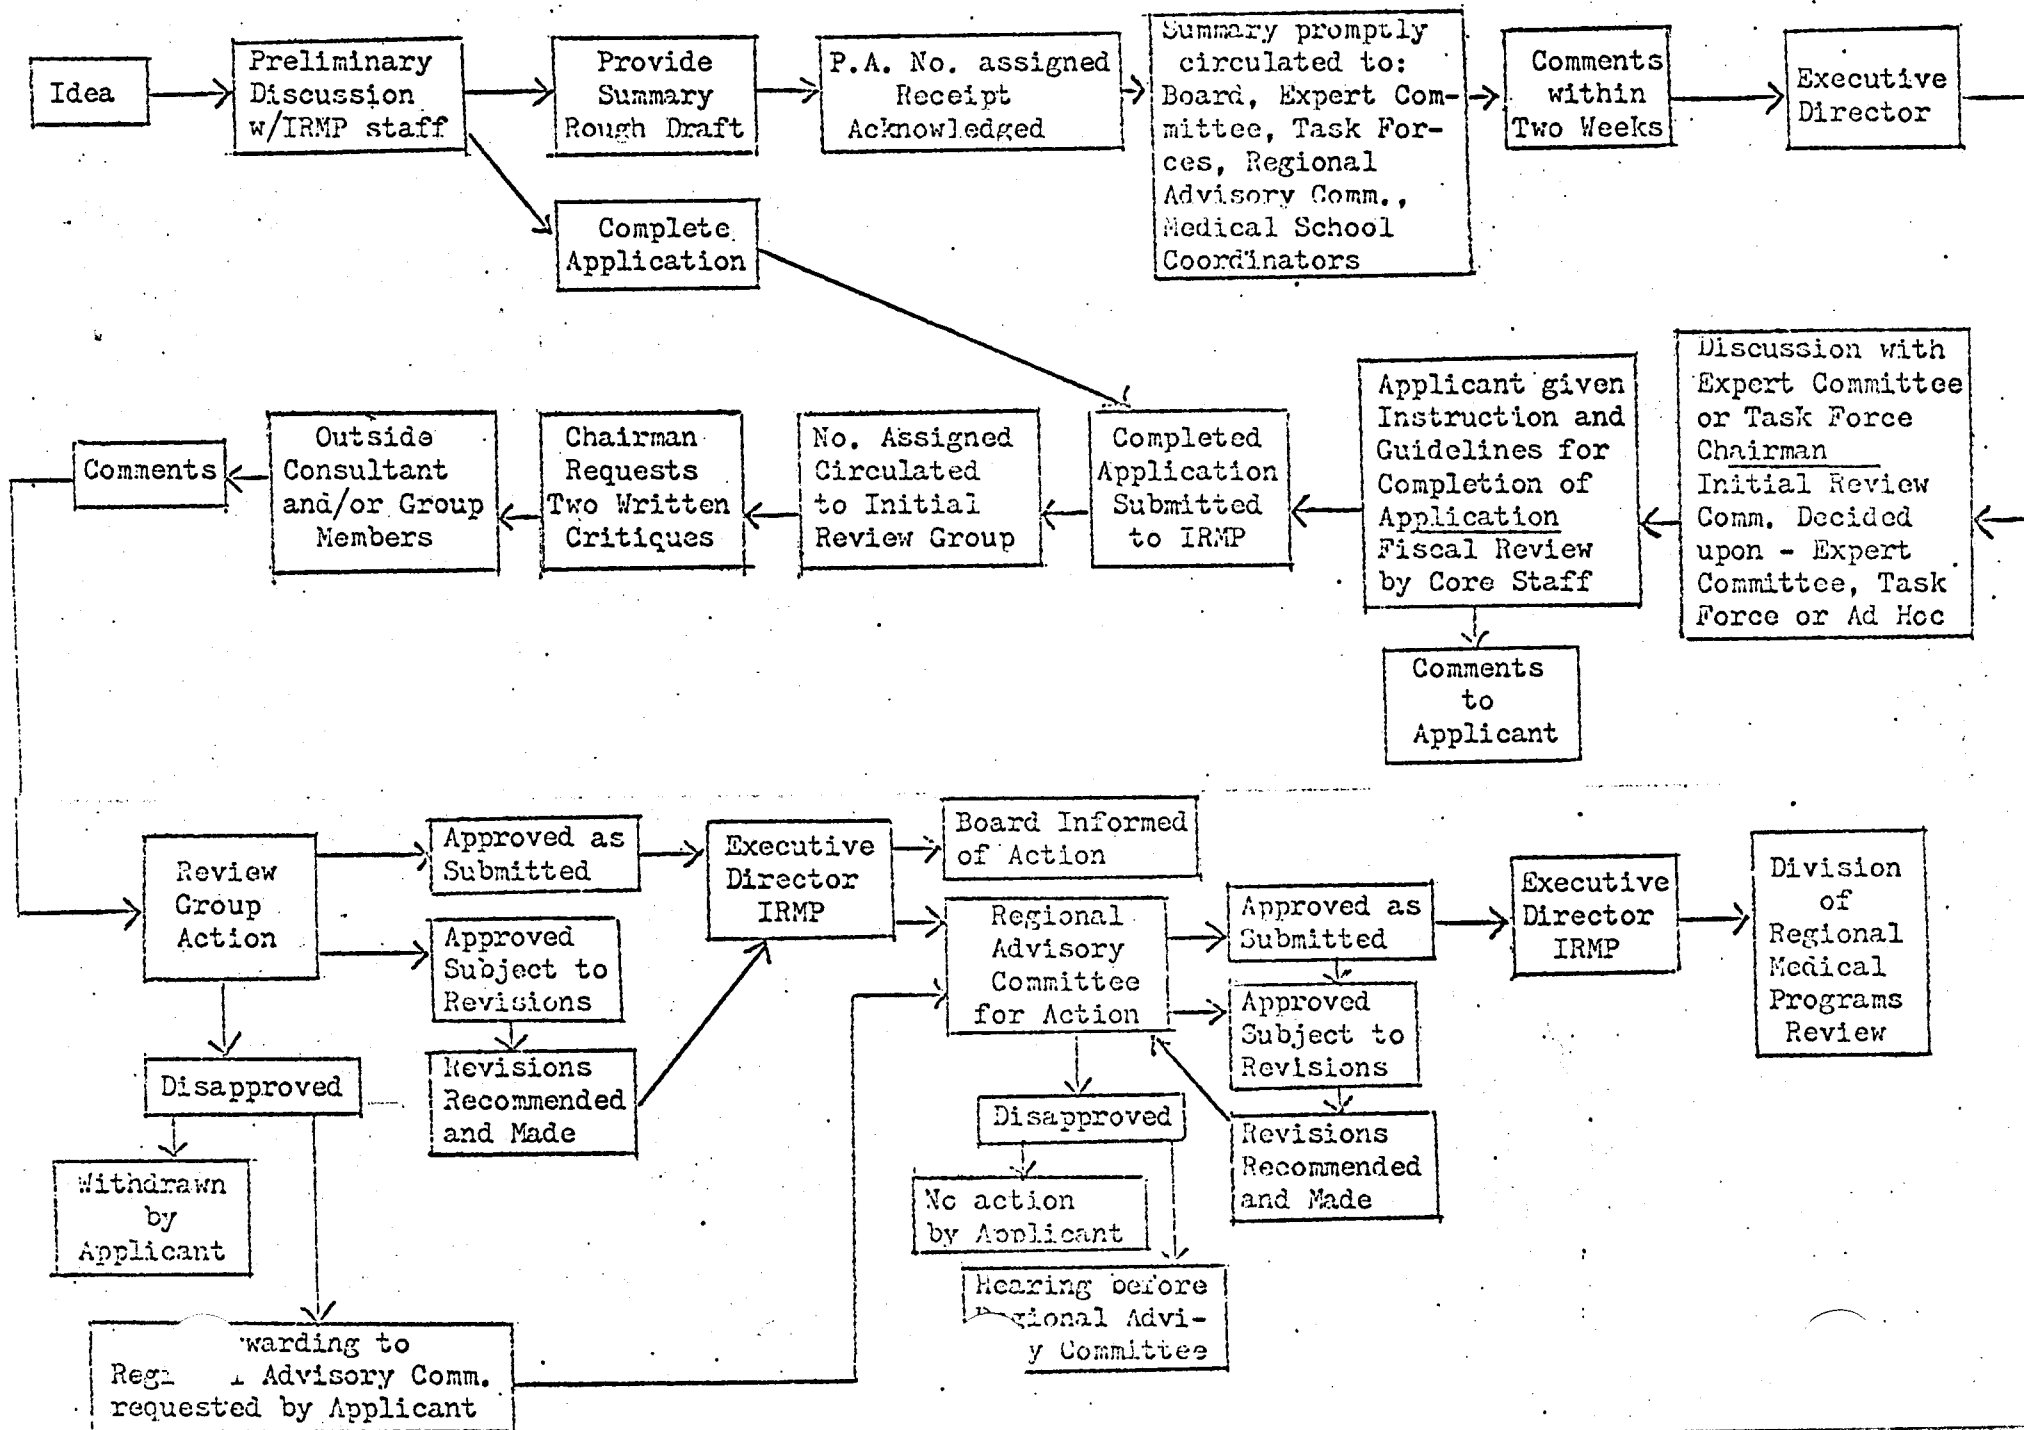 Idea
Preliminary
Discussion
w/IRMP staff
Provide
Summary
Rough Draft
P.A. No. assigned
Receipt
Acknowledged
Summary promptly
circulated to:
Board, Expert Com-
mittee, Task For-
ces, Regional
Advisory Comm.,
Medical School
Coordinators
Comments
within
Two Weeks
Executive
Director
Complete
Application
Discussion with
Expert Committee
or Task Force
Chairman
Initial Review
Comm. Decided
upon - Expert
Committee, Task
Force or Ad Hoc
Applicant given
Instruction and
Guidelines for
Completion of
Application
Fiscal Review
by Core Staff
Comments
to
Applicant
Completed
Application
Submitted
to IRMP
No. Assigned
Circulated
to Initial
Review Group
Chairman
Requests
Two Written
Critiques
Outside
Consultant
and/or Group
Members
Comments
Review
Group
Action
Approved as
Submitted
Approved
Subject to
Revisions
Revisions
Recommended
and Made
Disapproved
Withdrawn
by
Applicant
warding to
Advisory Comm.
requested by Applicant
Executive
Director
IRMP
Board Informed
of Action
Regional
Advisory
Committee
for Action
Disapproved
No action
by Applicant
Hearing before
gional Advi-
y Committee
Approved as
Submitted
Approved
Subject to
Revisions
Revisions
Recommended
and Made
Executive
Director
IRMP
Division
of
Regional
Medical
Programs
Review